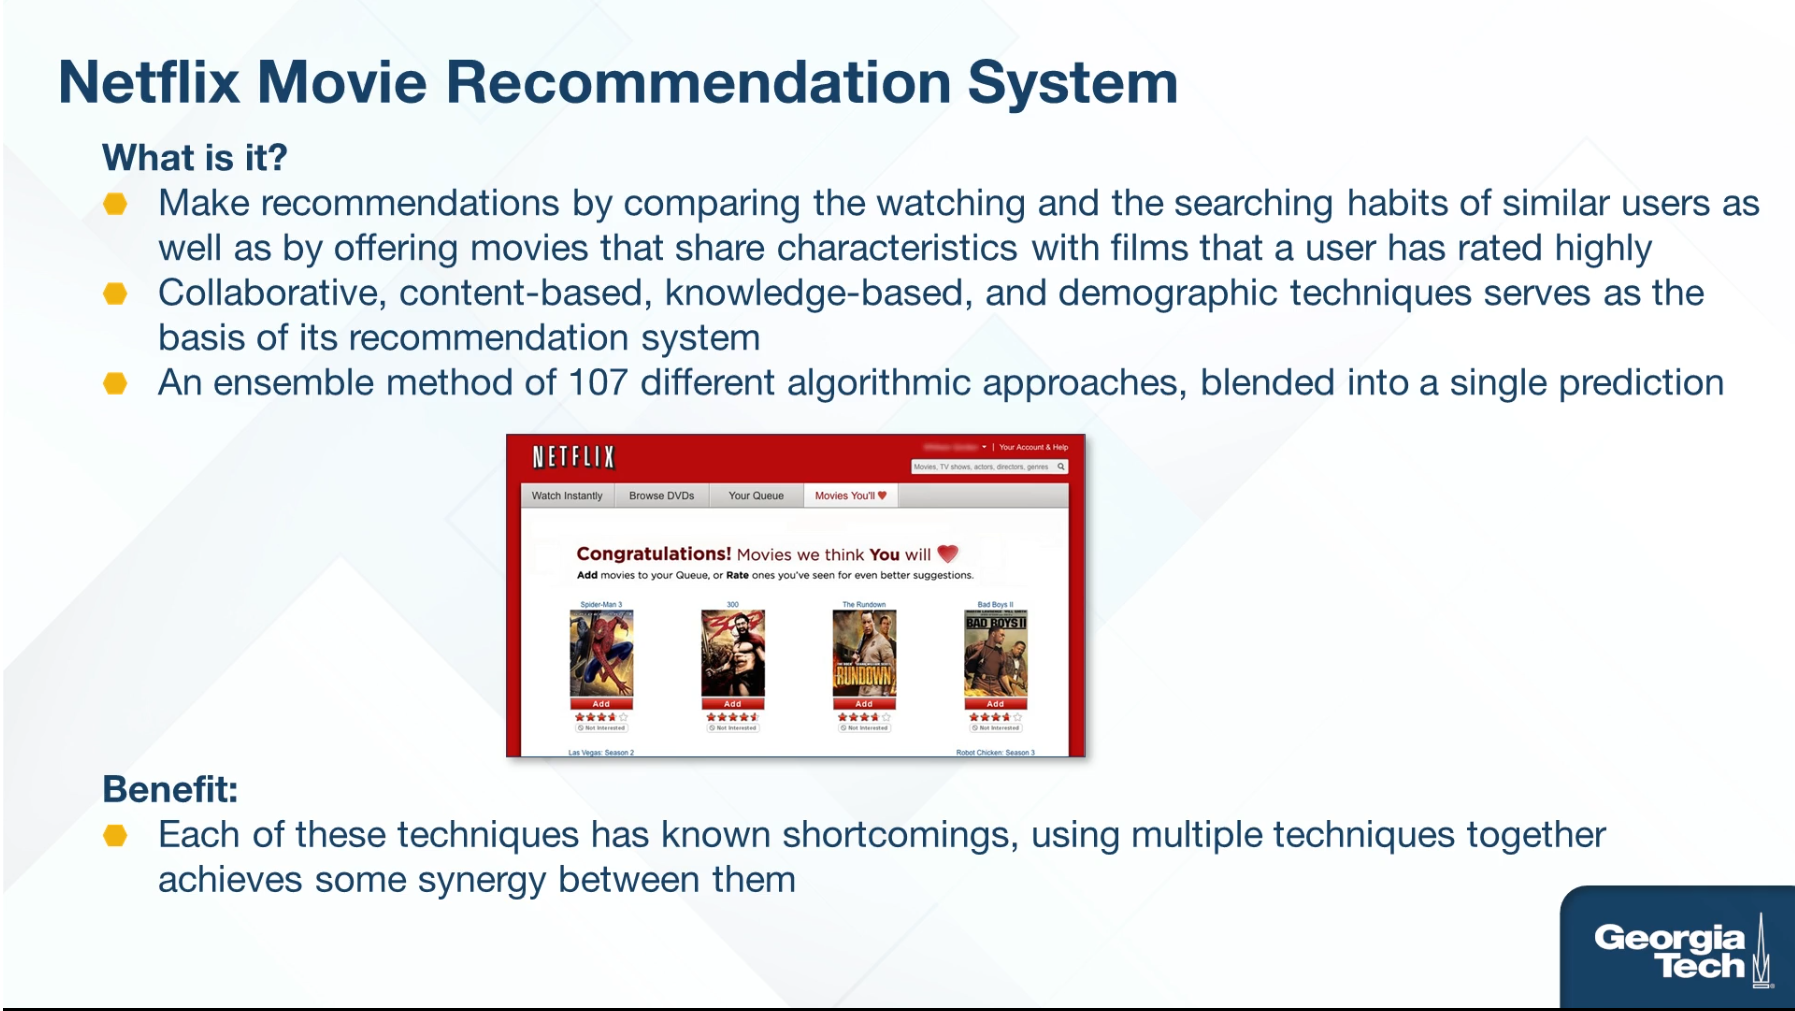 Netflix Movie Recommendation System
What is it?
Make recommendations by comparing the watching and the searching habits of similar users as
well as by offering movies that share characteristics with films that a user has rated highly
Collaborative, content-based, knowledge-based, and demographic techniques serves as the
basis of its recommendation system
An ensemble method of 107 different algorithmic approaches, blended into a single prediction
NETFLIX
Your Account & Help
Movies, TV shows, actors, directors, genres
Watch Instantly Browse DVDs Your Queue Movies You'll ♥
Congratulations! Movies we think You will ♥
Add movies to your Queue, or Rate ones you've seen for even better suggestions.
Spider-Man 3 300 The Rundown Bad Boys II
300 RUNDOWN BAD BOYS II
Add Add Add Add
Not Interested Not Interested Not Interested Not Interested
Las Vegas: Season 2 Robot Chicken: Season 3
Benefit:
Each of these techniques has known shortcomings, using multiple techniques together
achieves some synergy between them
Georgia
Tech